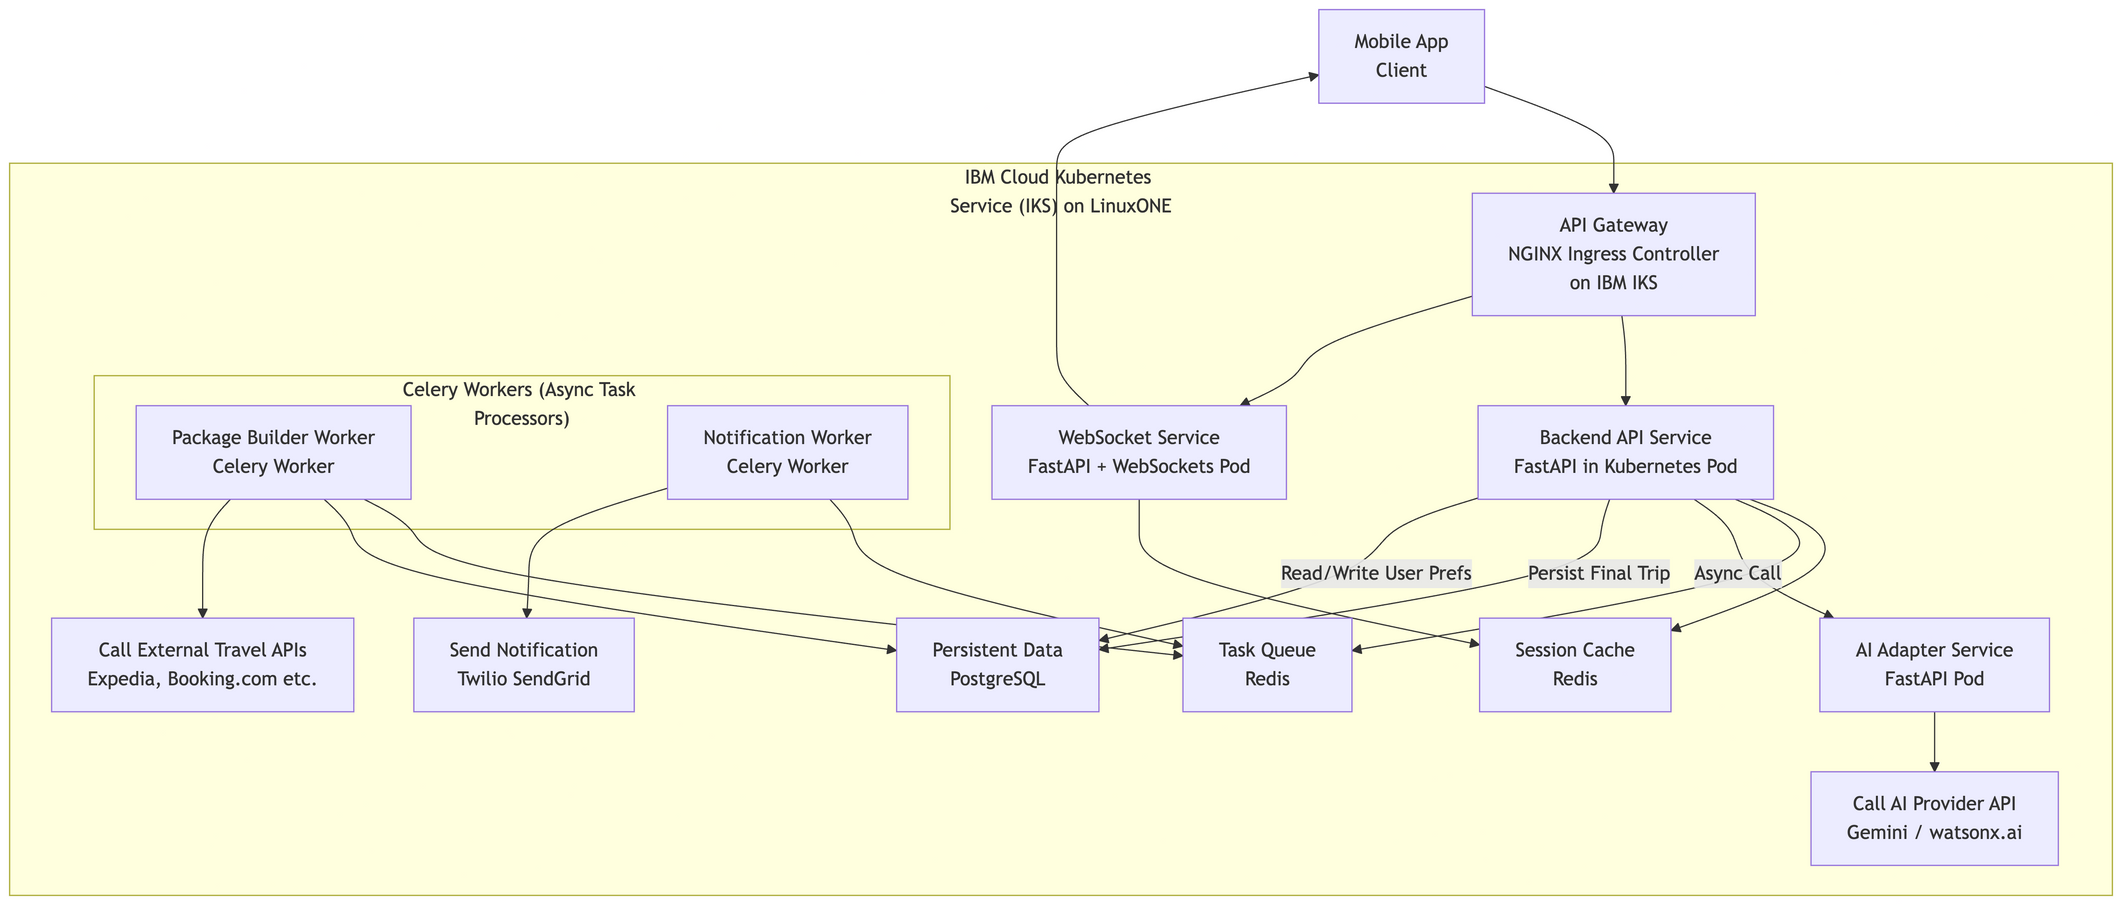 Mobile App
Client
IBM Cloud Kubernetes
Service (IKS) on LinuxONE
API Gateway
NGINX Ingress Controller
on IBM IKS
Celery Workers (Async Task
Processors)
Package Builder Worker
Celery Worker
Notification Worker
Celery Worker
WebSocket Service
FastAPI + WebSockets Pod
Backend API Service
FastAPI in Kubernetes Pod
Read/Write User Prefs
Persist Final Trip
Async Call
Call External Travel APIs
Expedia, Booking.com etc.
Send Notification
Twilio SendGrid
Persistent Data
PostgreSQL
Task Queue
Redis
Session Cache
Redis
AI Adapter Service
FastAPI Pod
Call AI Provider API
Gemini / watsonx.ai